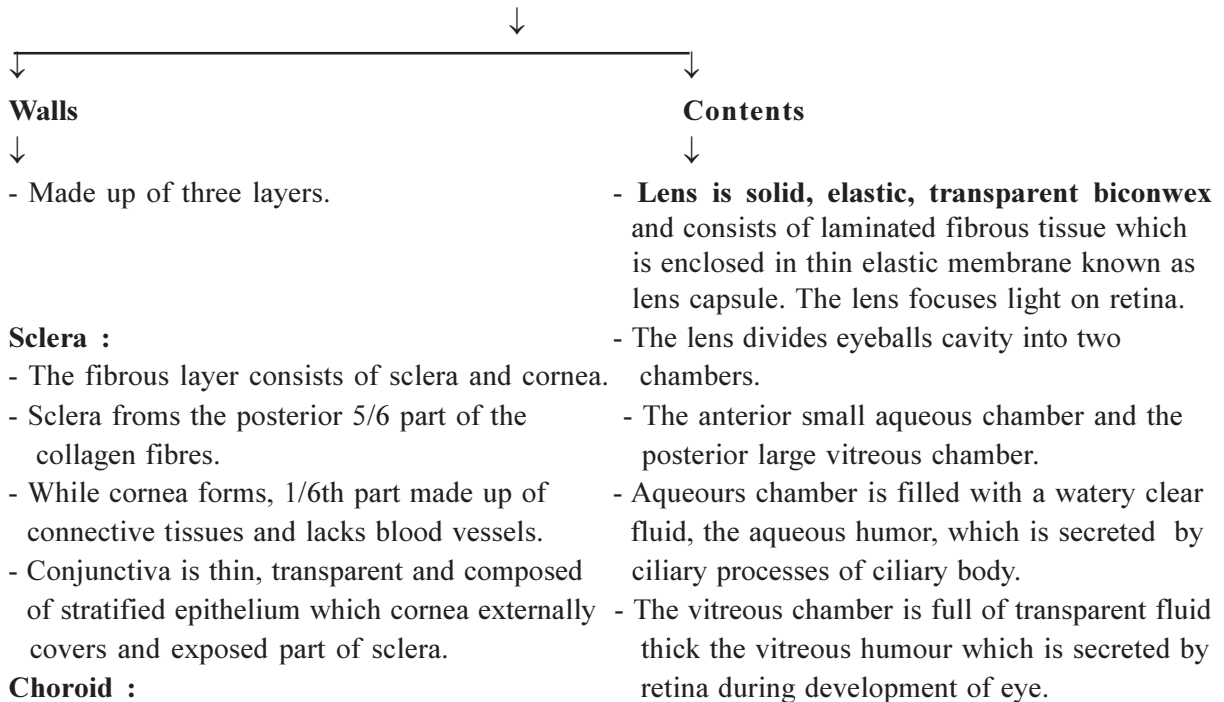 ↓
↓ ↓
Walls
↓
- Made up of three layers.
Sclera :
- The fibrous layer consists of sclera and cornea.
- Sclera froms the posterior 5/6 part of the
collagen fibres.
- While cornea forms, 1/6th part made up of
connective tissues and lacks blood vessels.
- Conjunctiva is thin, transparent and composed
of stratified epithelium which cornea externally
covers and exposed part of sclera.
Choroid :
Contents
↓
- Lens is solid, elastic, transparent biconwex
and consists of laminated fibrous tissue which
is enclosed in thin elastic membrane known as
lens capsule. The lens focuses light on retina.
- The lens divides eyeballs cavity into two
chambers.
- The anterior small aqueous chamber and the
posterior large vitreous chamber.
- Aqueours chamber is filled with a watery clear
fluid, the aqueous humor, which is secreted by
ciliary processes of ciliary body.
- The vitreous chamber is full of transparent fluid
thick the vitreous humour which is secreted by
retina during development of eye.